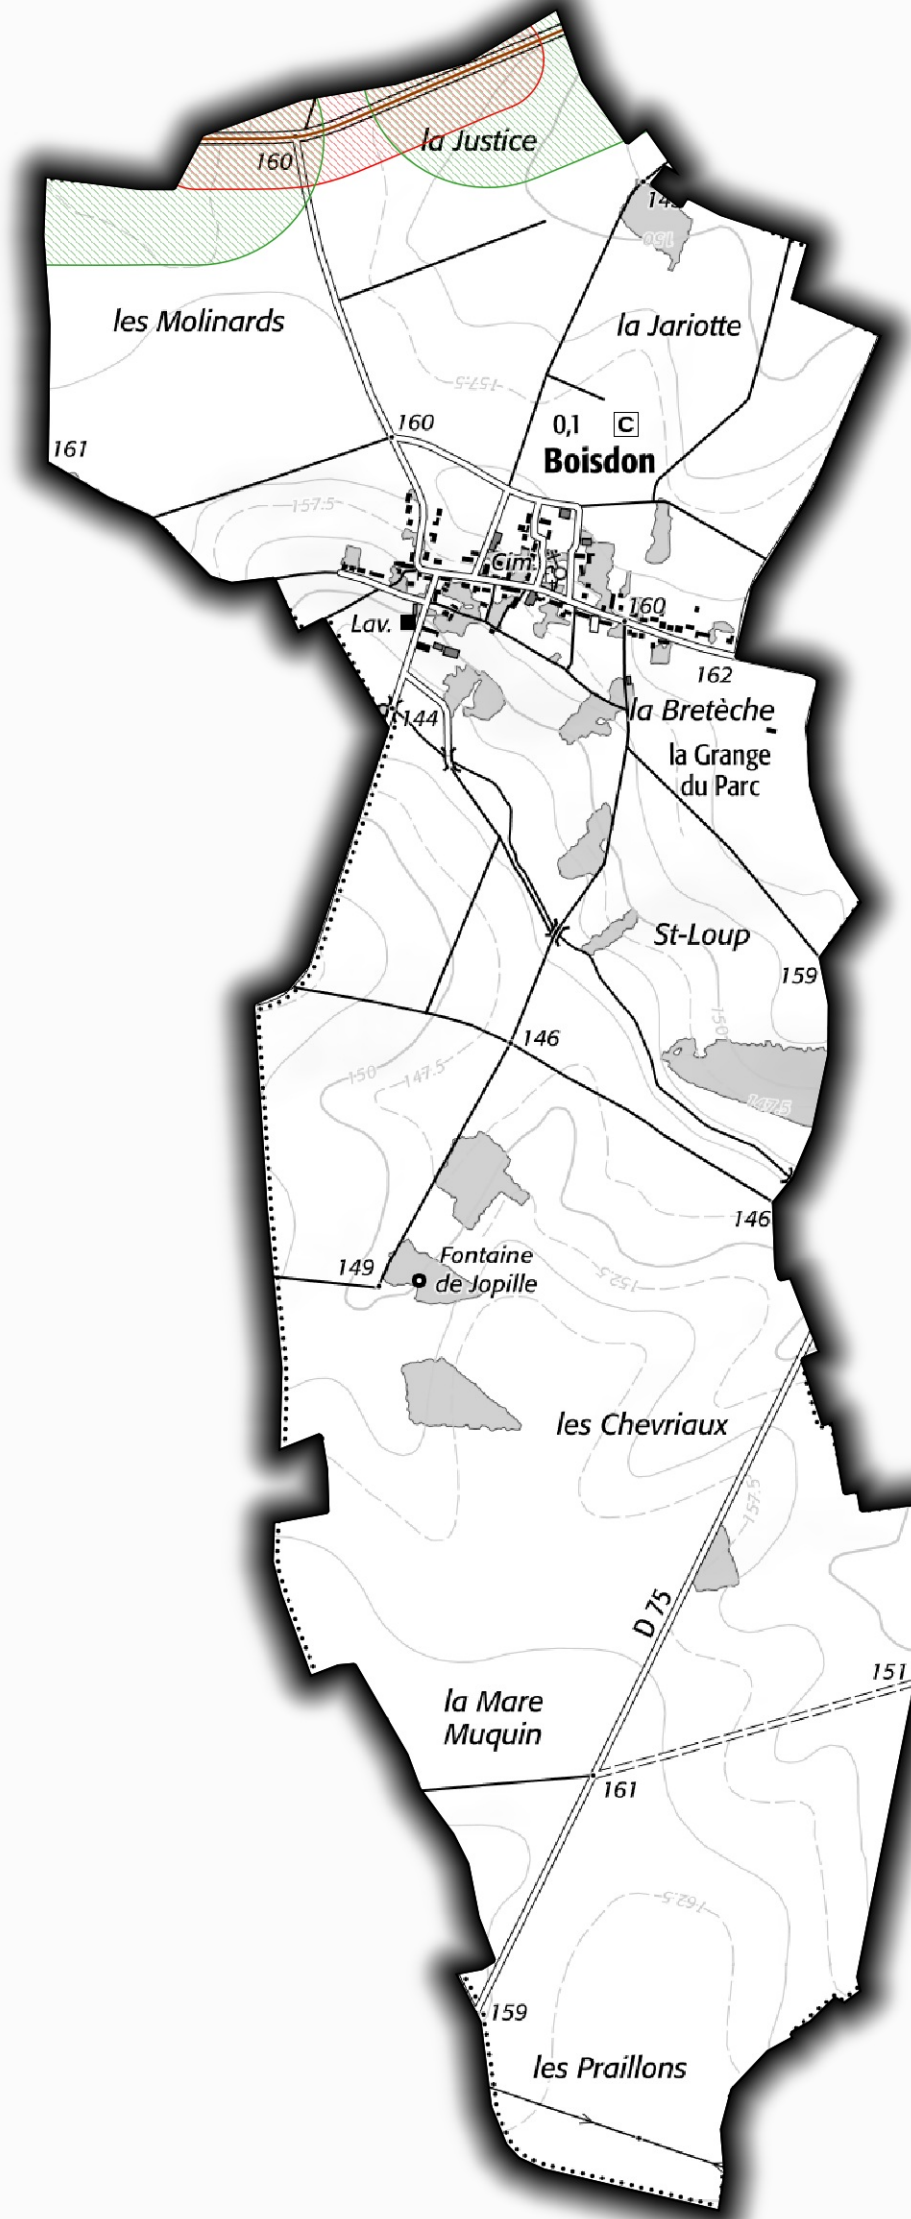 la Justice
160
150
les Molinards
la Jariotte
157.5
160
0,1 C
161
Boisdon
157.5
Cim.
160
Lav.
162
144
la Bretèche
la Grange
du Parc
St-Loup
159
150
146
150
147.5
147.5
146
149
Fontaine
de Jopille
152.5
les Chevriaux
157.5
D 75
151
la Mare
Muquin
161
162.5
159
les Praillons